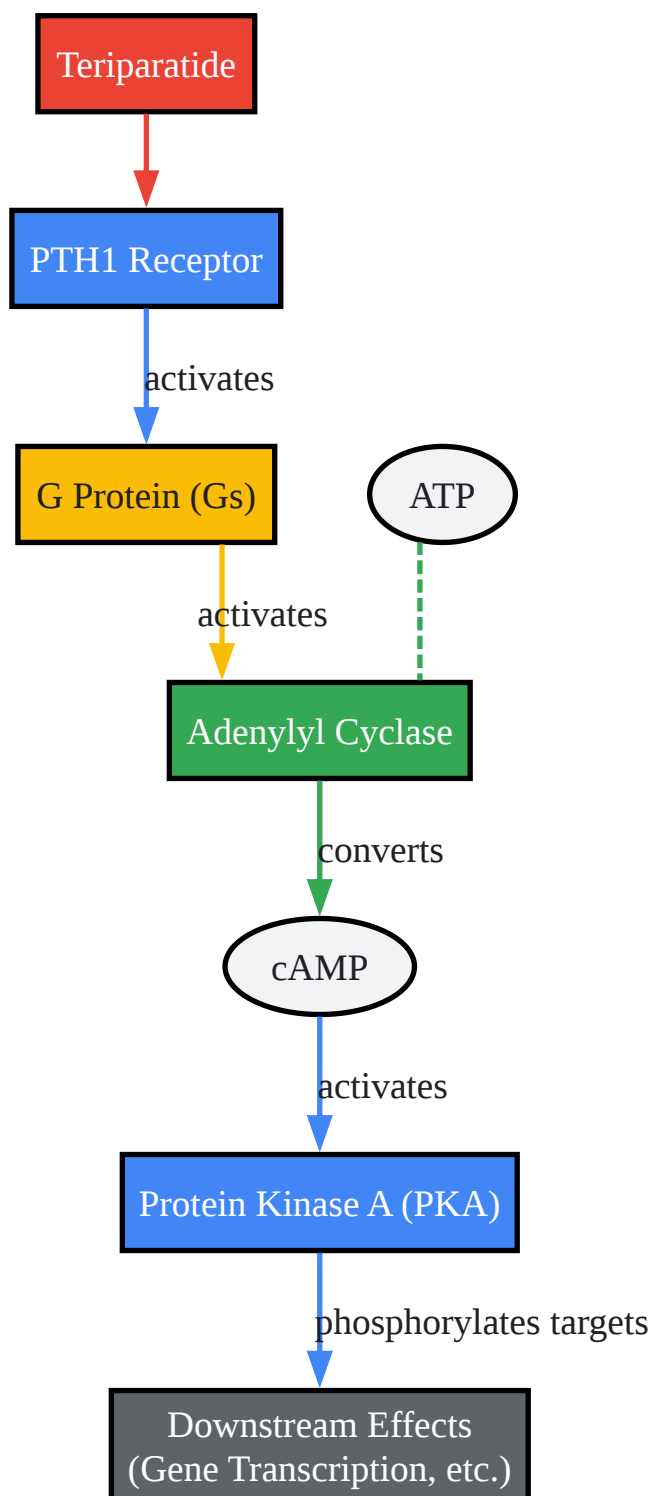 Teriparatide
PTH1 Receptor
activates
G Protein (Gs)
ATP
activates
Adenylyl Cyclase
converts
cAMP
activates
Protein Kinase A (PKA)
phosphorylates targets
Downstream Effects
(Gene Transcription, etc.)